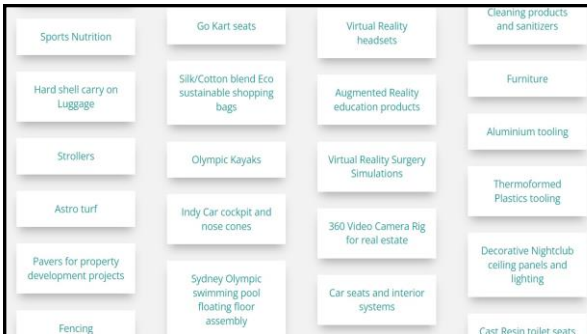 Sports Nutrition
Hard shell carry on
Luggage
Strollers
Astro turf
Pavers for property
development projects
Fencing
Go Kart seats
Silk/Cotton blend Eco
sustainable shopping
bags
Olympic Kayaks
Indy Car cockpit and
nose cones
Sydney Olympic
swimming pool
floating floor
assembly
Virtual Reality
headsets
Augmented Reality
education products
Virtual Reality Surgery
Simulations
360 Video Camera Rig
for real estate
Car seats and interior
systems
Cleaning products
and sanitizers
Furniture
Aluminium tooling
Thermoformed
Plastics tooling
Decorative Nightclub
ceiling panels and
lighting
Cast Resin toilet seats